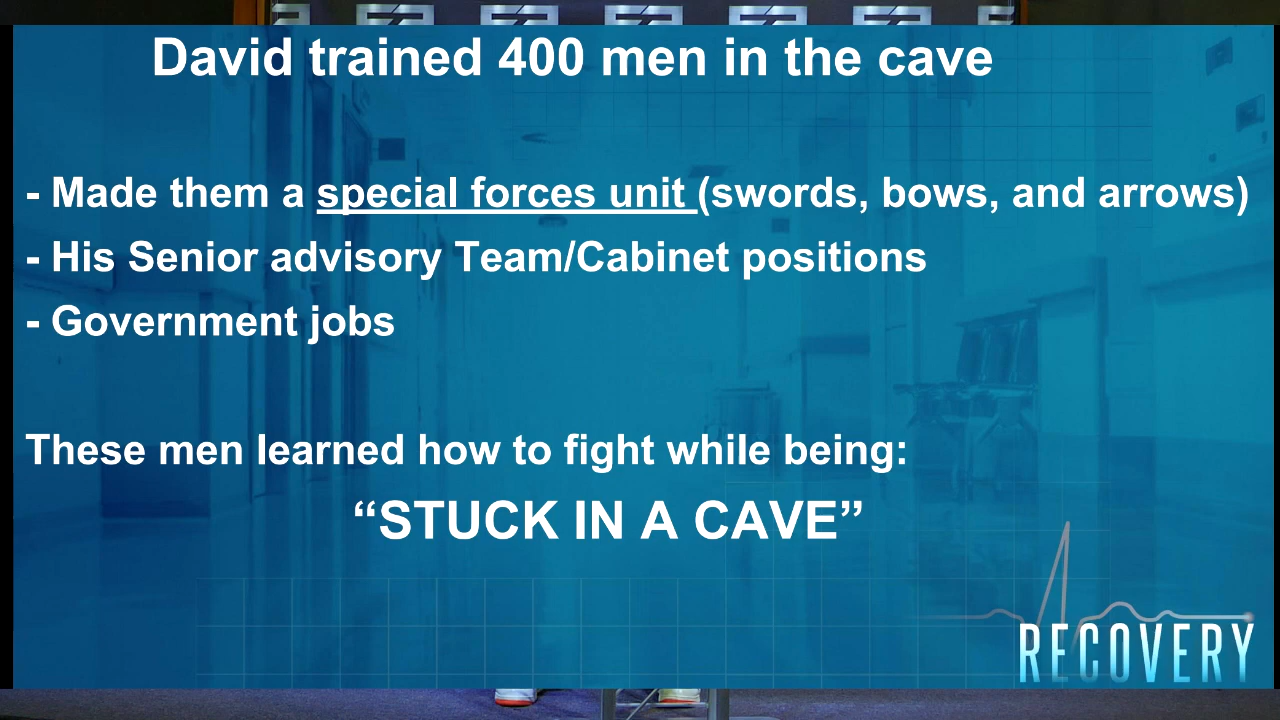 David trained 400 men in the cave
- Made them a special forces unit (swords, bows, and arrows)
- His Senior advisory Team/Cabinet positions
- Government jobs
These men learned how to fight while being:
“STUCK IN A CAVE”
RECOVERY